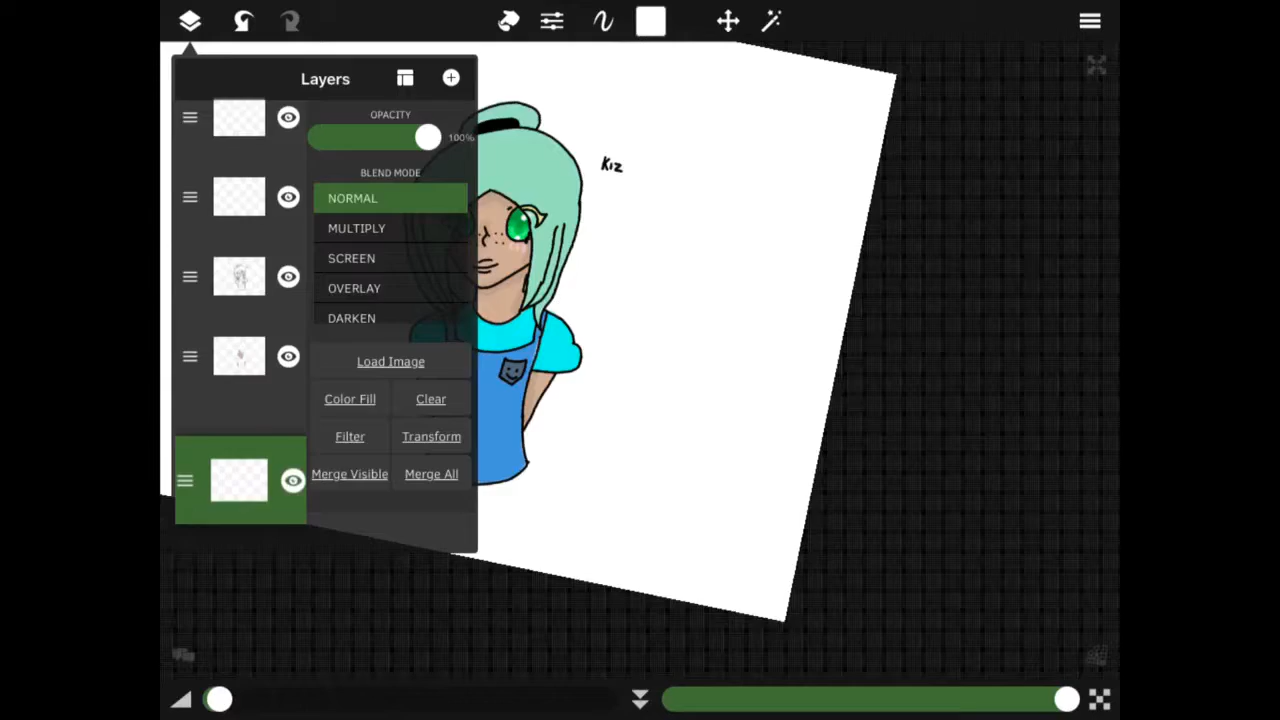 Layers
OPACITY
100%
BLEND MODE
NORMAL
MULTIPLY
SCREEN
OVERLAY
DARKEN
Load Image
Color Fill Clear
Filter Transform
Merge Visible Merge All
Kiz